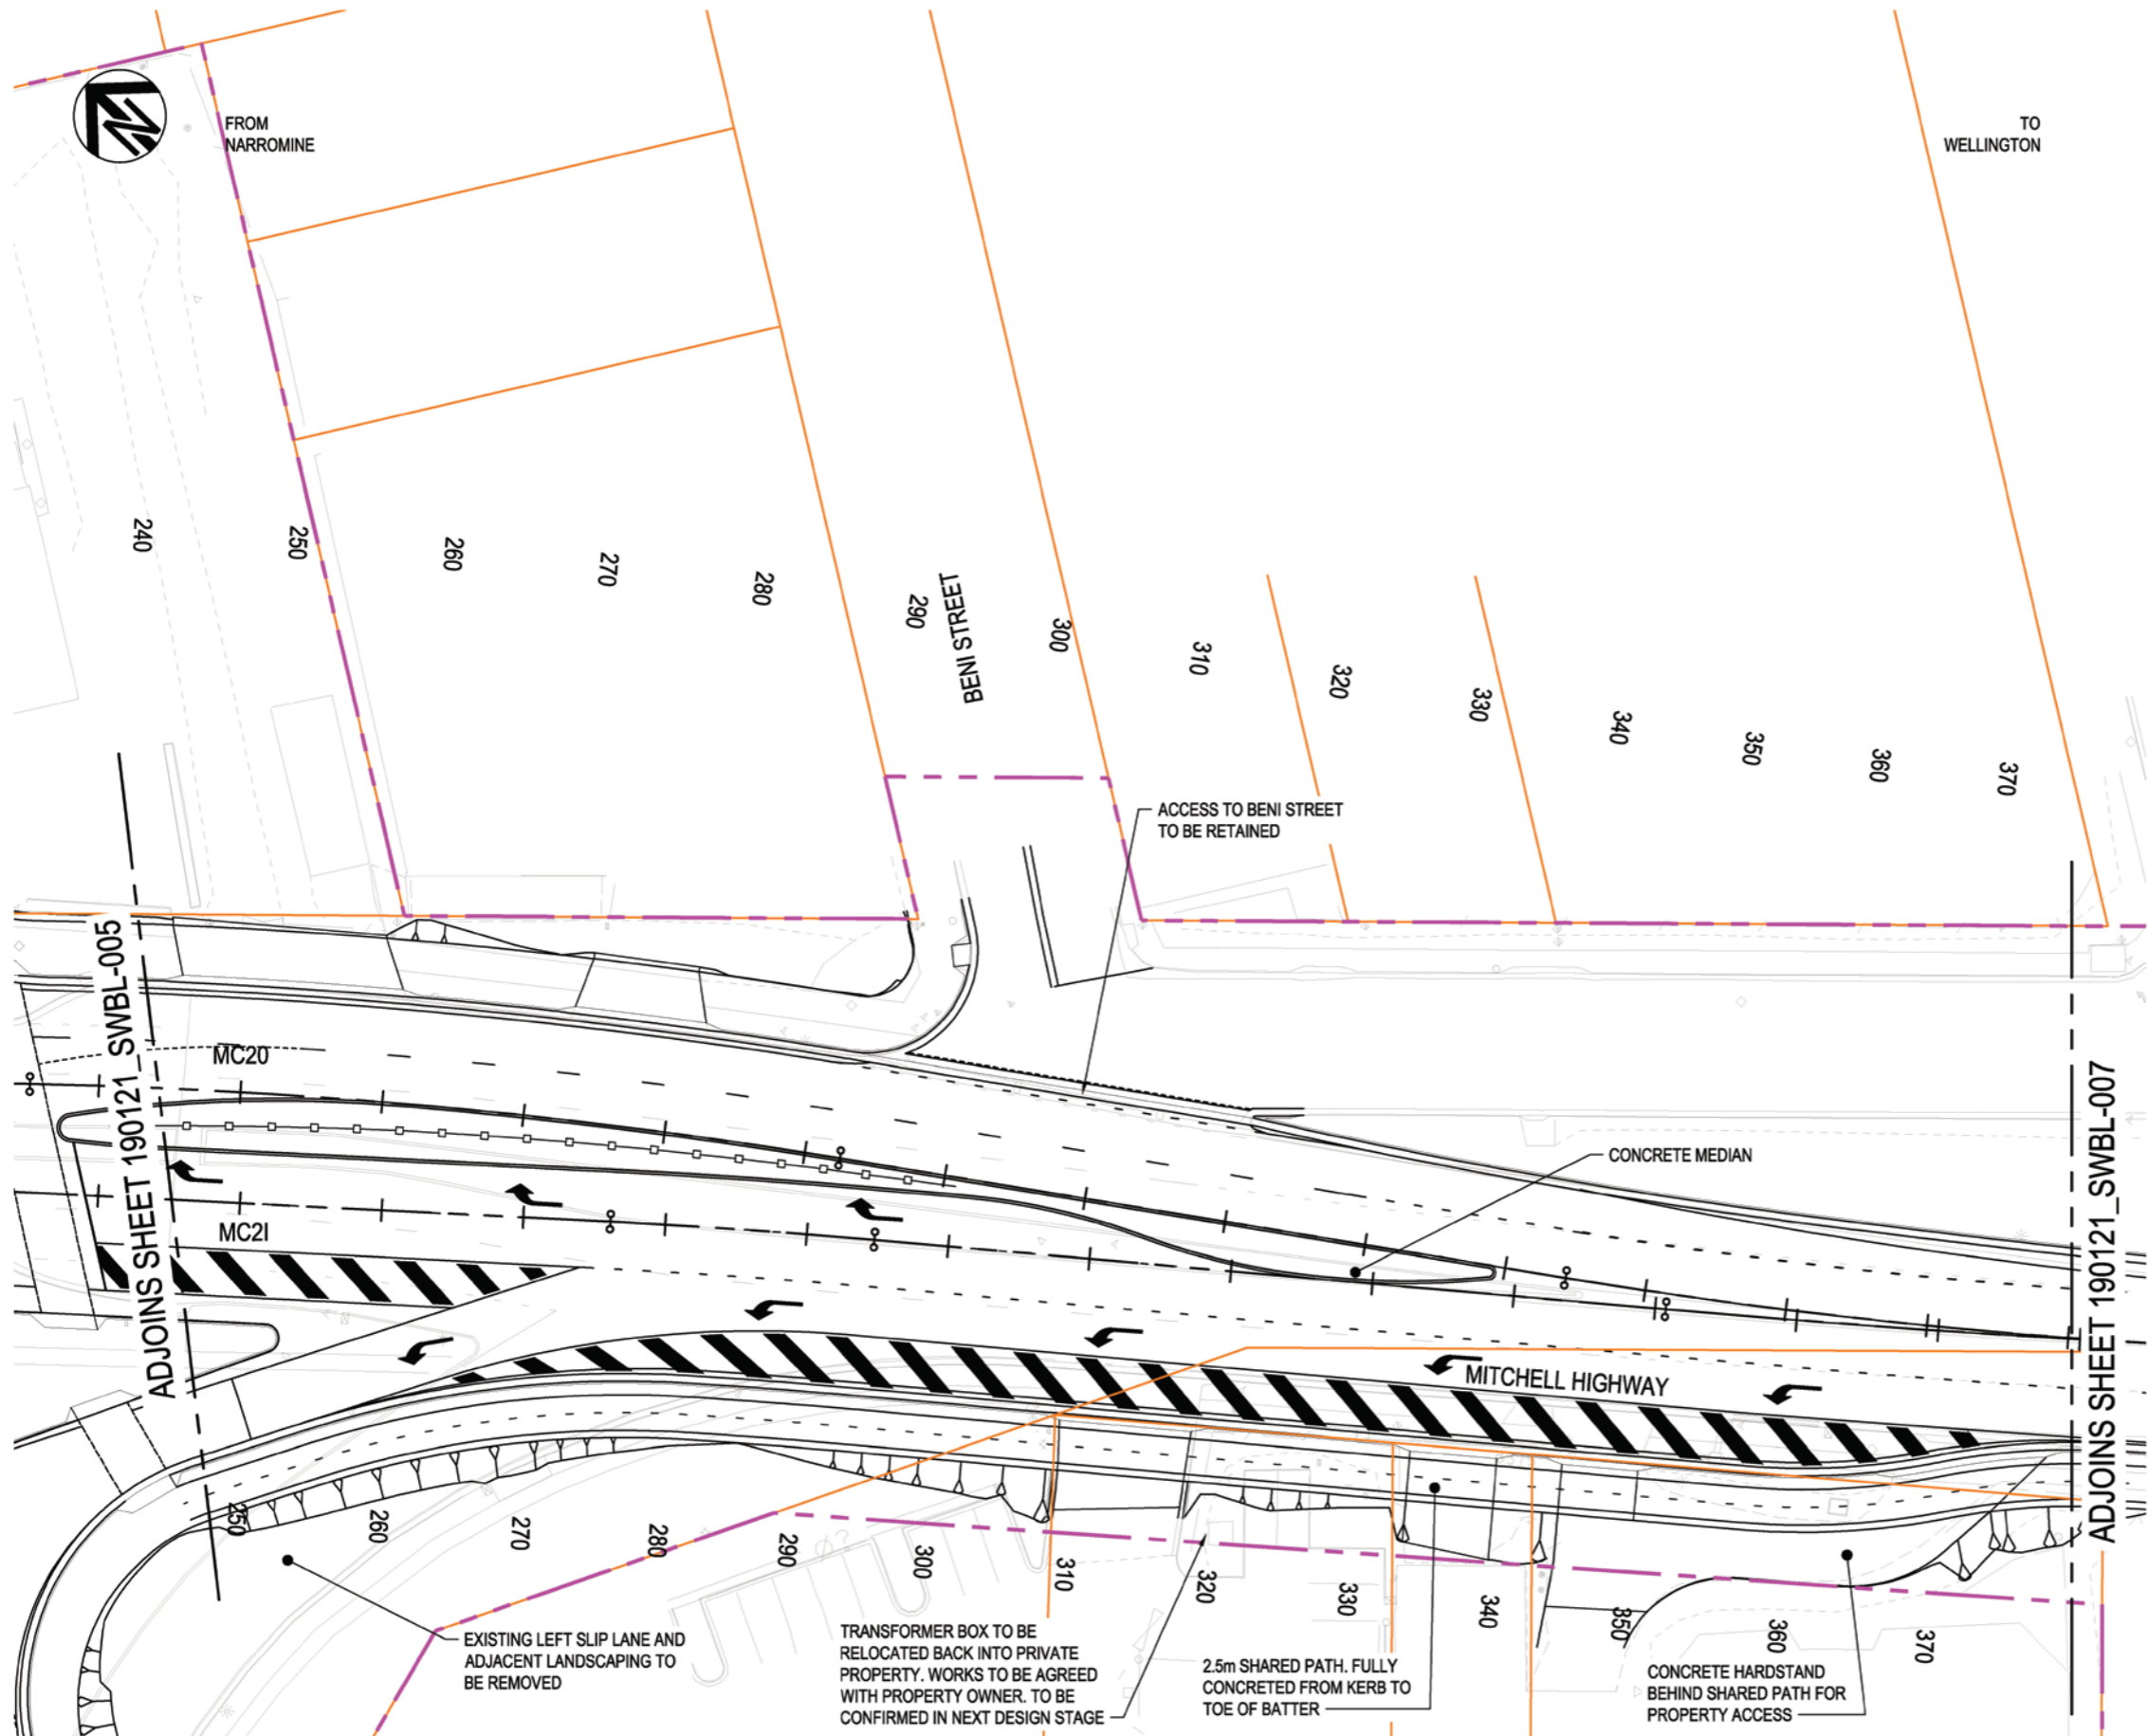 FROM
NARROMINE
TO
WELLINGTON
240
250
260
270
280
290
BENI STREET
300
310
320
330
340
350
360
370
ACCESS TO BENI STREET
TO BE RETAINED
ADJOINS SHEET 190121_SWBL-005
MC20
MC2I
CONCRETE MEDIAN
MITCHELL HIGHWAY
ADJOINS SHEET 190121_SWBL-007
250
260
270
280
290
300
310
320
330
340
350
360
370
EXISTING LEFT SLIP LANE AND
ADJACENT LANDSCAPING TO
BE REMOVED
TRANSFORMER BOX TO BE
RELOCATED BACK INTO PRIVATE
PROPERTY. WORKS TO BE AGREED
WITH PROPERTY OWNER. TO BE
CONFIRMED IN NEXT DESIGN STAGE
2.5m SHARED PATH. FULLY
CONCRETED FROM KERB TO
TOE OF BATTER
CONCRETE HARDSTAND
BEHIND SHARED PATH FOR
PROPERTY ACCESS